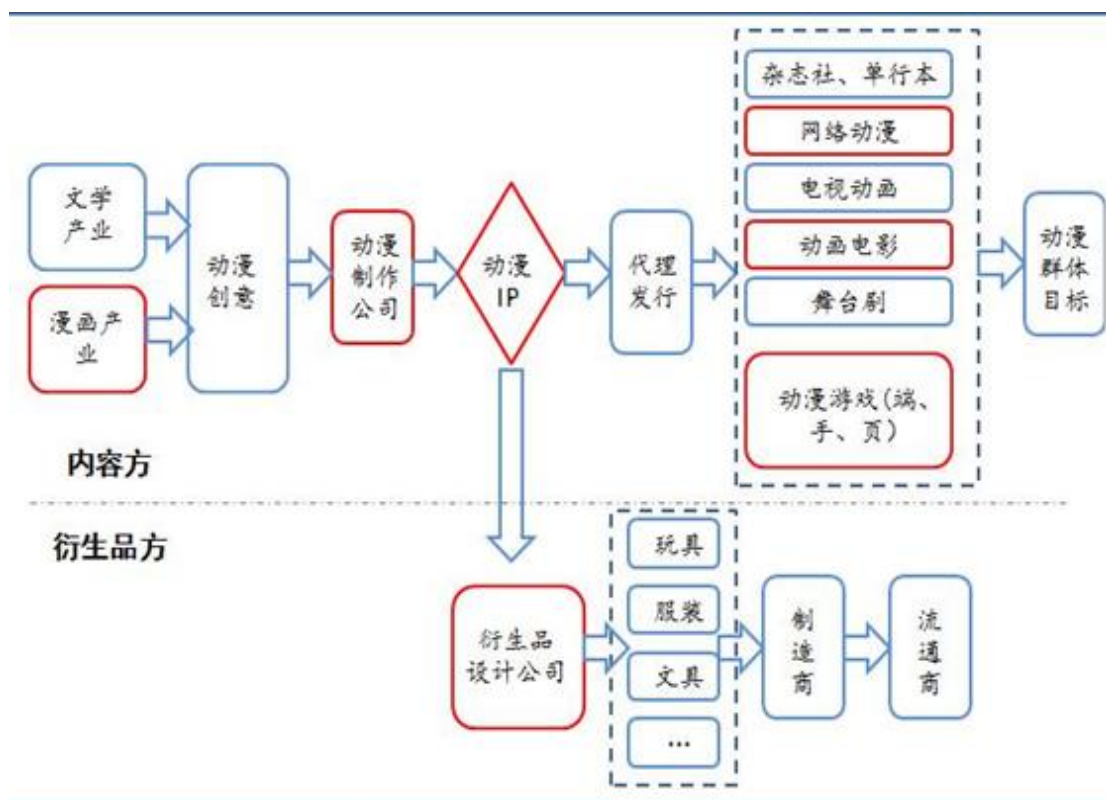 文学
产业
漫画产
业
动漫
创意
动漫
制作
公司
动漫
IP
代理
发行
杂志社、单行本
网络动漫
电视动画
动画电影
舞台剧
动漫游戏(端、
手、页)
动漫
群体
目标
内容方
衍生品方
衍生品
设计公司
玩具
服装
文具
...
制
造
商
流
通
商